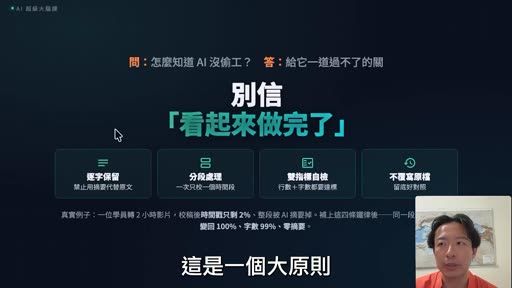 AI 超級大腦課
問：怎麼知道 AI 沒偷工？ 答：給它一道過不了的關
別信
「看起來做完了」
逐字保留
禁止用摘要代替原文
分段處理
一次只校一個時間段
雙指標自檢
行數＋字數都要達標
不覆寫原檔
留底好對照
真實例子：一位學員轉 2 小時影片，校稿後時間戳只剩 2%、整段被 AI 摘要掉。補上這四條鐵律後——同一段
變回 100%、字數 99%、零摘要。
這是一個大原則